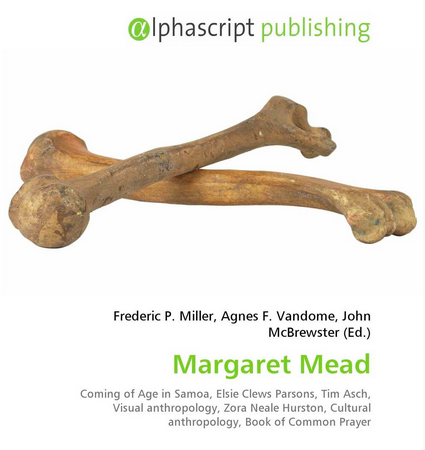 alphascript publishing
Frederic P. Miller, Agnes F. Vandome, John
McBrewster (Ed.)
Margaret Mead
Coming of Age in Samoa, Elsie Clews Parsons, Tim Asch,
Visual anthropology, Zora Neale Hurston, Cultural
anthropology, Book of Common Prayer